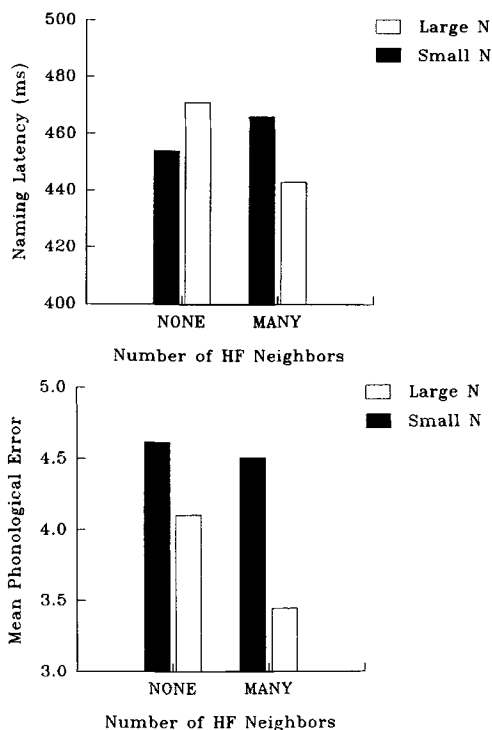 500
480
460
440
420
400
Naming Latency (ms)
Large N
Small N
NONE MANY
Number of HF Neighbors
5.0
4.5
4.0
3.5
3.0
Mean Phonological Error
Large N
Small N
NONE MANY
Number of HF Neighbors